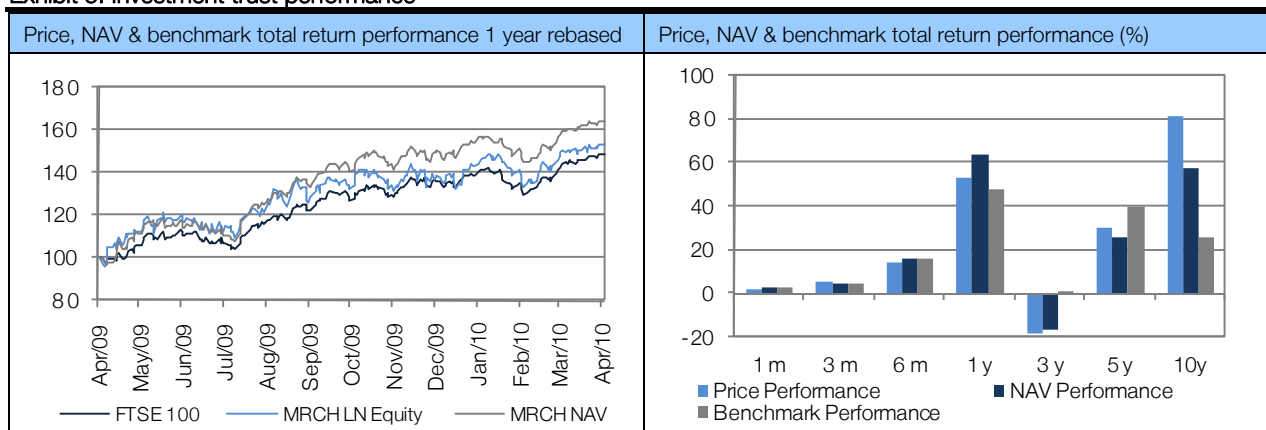 Exhibit 3: Investment trust performance
Price, NAV & benchmark total return performance 1 year rebased
Price, NAV & benchmark total return performance (%)
180
160
140
120
100
80
Apr/09
May/09
Jun/09
Jul/09
Aug/09
Sep/09
Oct/09
Nov/09
Dec/09
Jan/10
Feb/10
Mar/10
Apr/10
FTSE 100
MRCH LN Equity
MRCH NAV
100
80
60
40
20
0
-20
1 m
3 m
6 m
1 y
3 y
5 y
10y
Price Performance
NAV Performance
Benchmark Performance